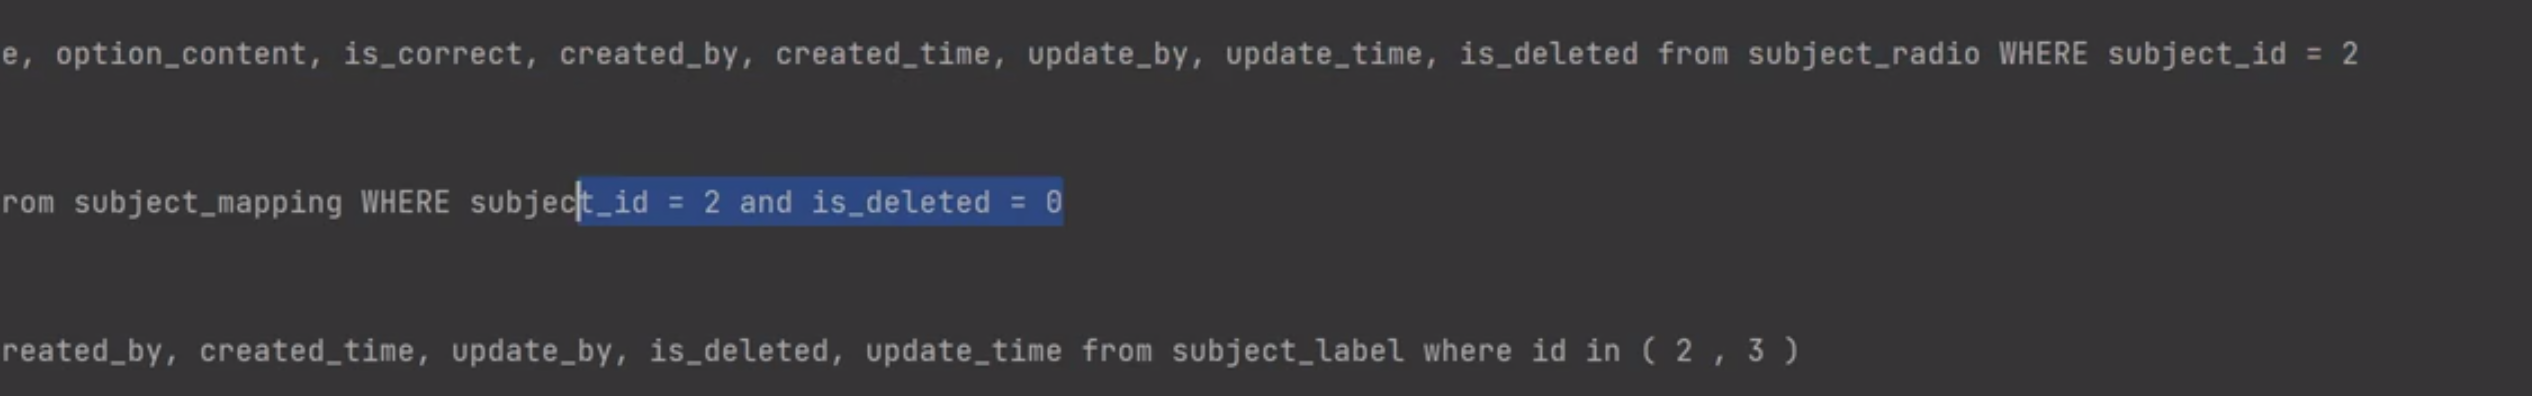 e, option_content, is_correct, created_by, created_time, update_by, update_time, is_deleted from subject_radio WHERE subject_id = 2
rom subject_mapping WHERE subject_id = 2 and is_deleted = 0
reated_by, created_time, update_by, is_deleted, update_time from subject_label where id in ( 2 , 3 )